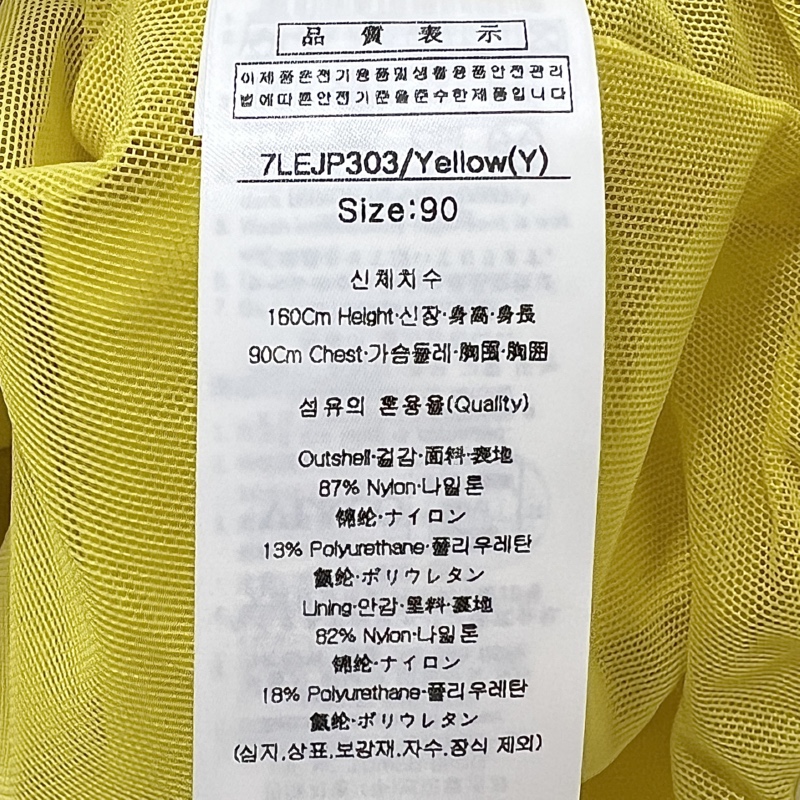 品質表示
이제품은전기용품및생활용품안전관리
법에따른안전기준을준수한제품입니다
7LEJP303/Yellow(Y)
Size:90
신체치수
160Cm Height·신장·身高·身長
90Cm Chest·가슴둘레·胸围·胸囲
섬유의 혼용율(Quality)
Outshell·겉감·面料·表地
87% Nylon·나일론
锦纶·ナイロン
13% Polyurethane·폴리우레탄
氨纶·ポリウレタン
Lining·안감·里料·裏地
82% Nylon·나일론
锦纶·ナイロン
18% Polyurethane·폴리우레탄
氨纶·ポリウレタン
(심지,상표,보강재,자수,장식 제외)